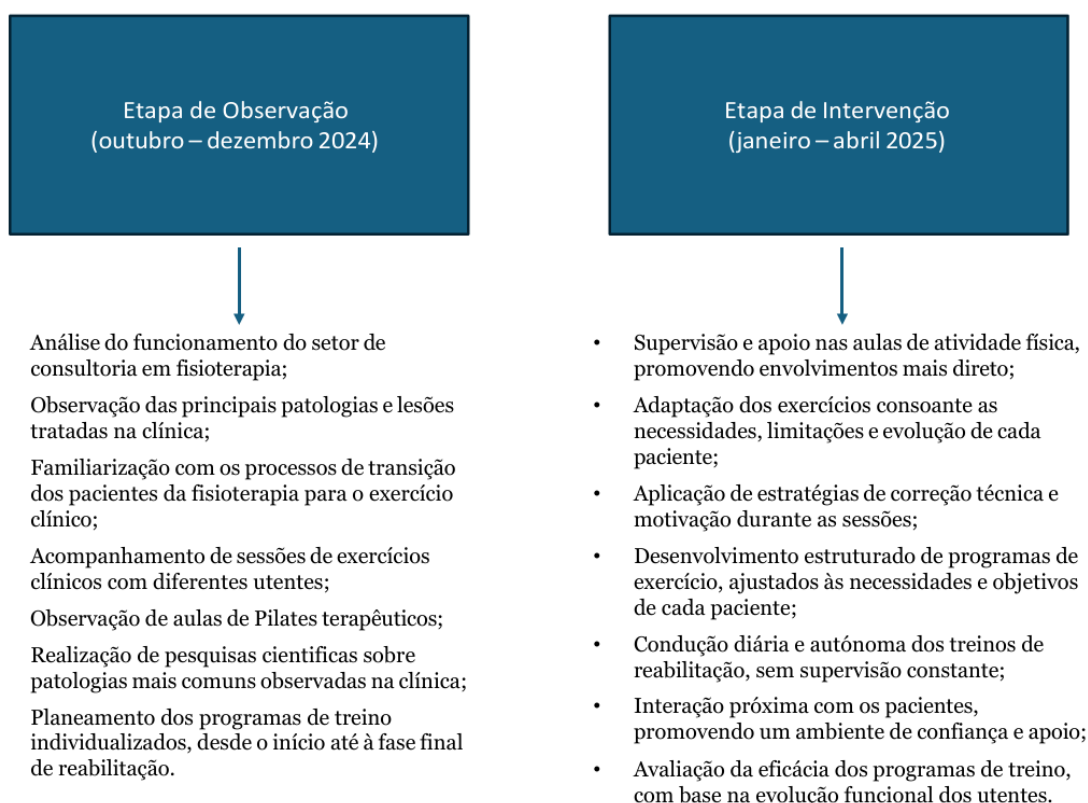 Etapa de Observação
(outubro – dezembro 2024)
Análise do funcionamento do setor de
consultoria em fisioterapia;
Observação das principais patologias e lesões
tratadas na clínica;
Familiarização com os processos de transição
dos pacientes da fisioterapia para o exercício
clínico;
Acompanhamento de sessões de exercícios
clínicos com diferentes utentes;
Observação de aulas de Pilates terapêuticos;
Realização de pesquisas cientificas sobre
patologias mais comuns observadas na clínica;
Planeamento dos programas de treino
individualizados, desde o início até à fase final
de reabilitação.
Etapa de Intervenção
(janeiro – abril 2025)
• Supervisão e apoio nas aulas de atividade física,
promovendo envolvimentos mais direto;
• Adaptação dos exercícios consoante as
necessidades, limitações e evolução de cada
paciente;
• Aplicação de estratégias de correção técnica e
motivação durante as sessões;
• Desenvolvimento estruturado de programas de
exercício, ajustados às necessidades e objetivos
de cada paciente;
• Condução diária e autónoma dos treinos de
reabilitação, sem supervisão constante;
• Interação próxima com os pacientes,
promovendo um ambiente de confiança e apoio;
• Avaliação da eficácia dos programas de treino,
com base na evolução funcional dos utentes.